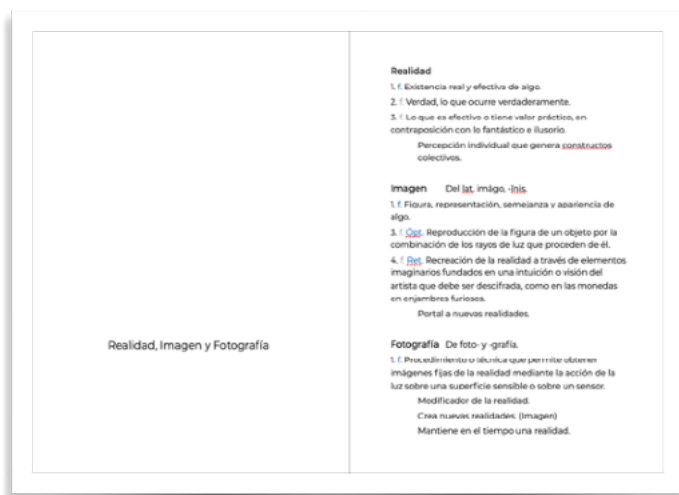 Realidad, Imagen y Fotografía
Realidad
1. f. Existencia real y efectiva de algo.
2. f. Verdad, lo que ocurre verdaderamente.
3. f. Lo que es efectivo o tiene valor práctico, en
contraposición con lo fantástico e ilusorio.
Percepción individual que genera constructos
colectivos.
Imagen Del lat. imāgo, -ĭnis.
1. f. Figura, representación, semejanza y apariencia de
algo.
3. f. Ópt. Reproducción de la figura de un objeto por la
combinación de los rayos de luz que proceden de él.
4. f. Ret. Recreación de la realidad a través de elementos
imaginarios fundados en una intuición o visión del
artista que debe ser descifrada, como en las monedas
en enjambres furiosos.
Portal a nuevas realidades.
Fotografía De foto- y -grafía.
1. f. Procedimiento o técnica que permite obtener
imágenes fijas de la realidad mediante la acción de la
luz sobre una superficie sensible o sobre un sensor.
Modificador de la realidad.
Crea nuevas realidades. (Imagen)
Mantiene en el tiempo una realidad.